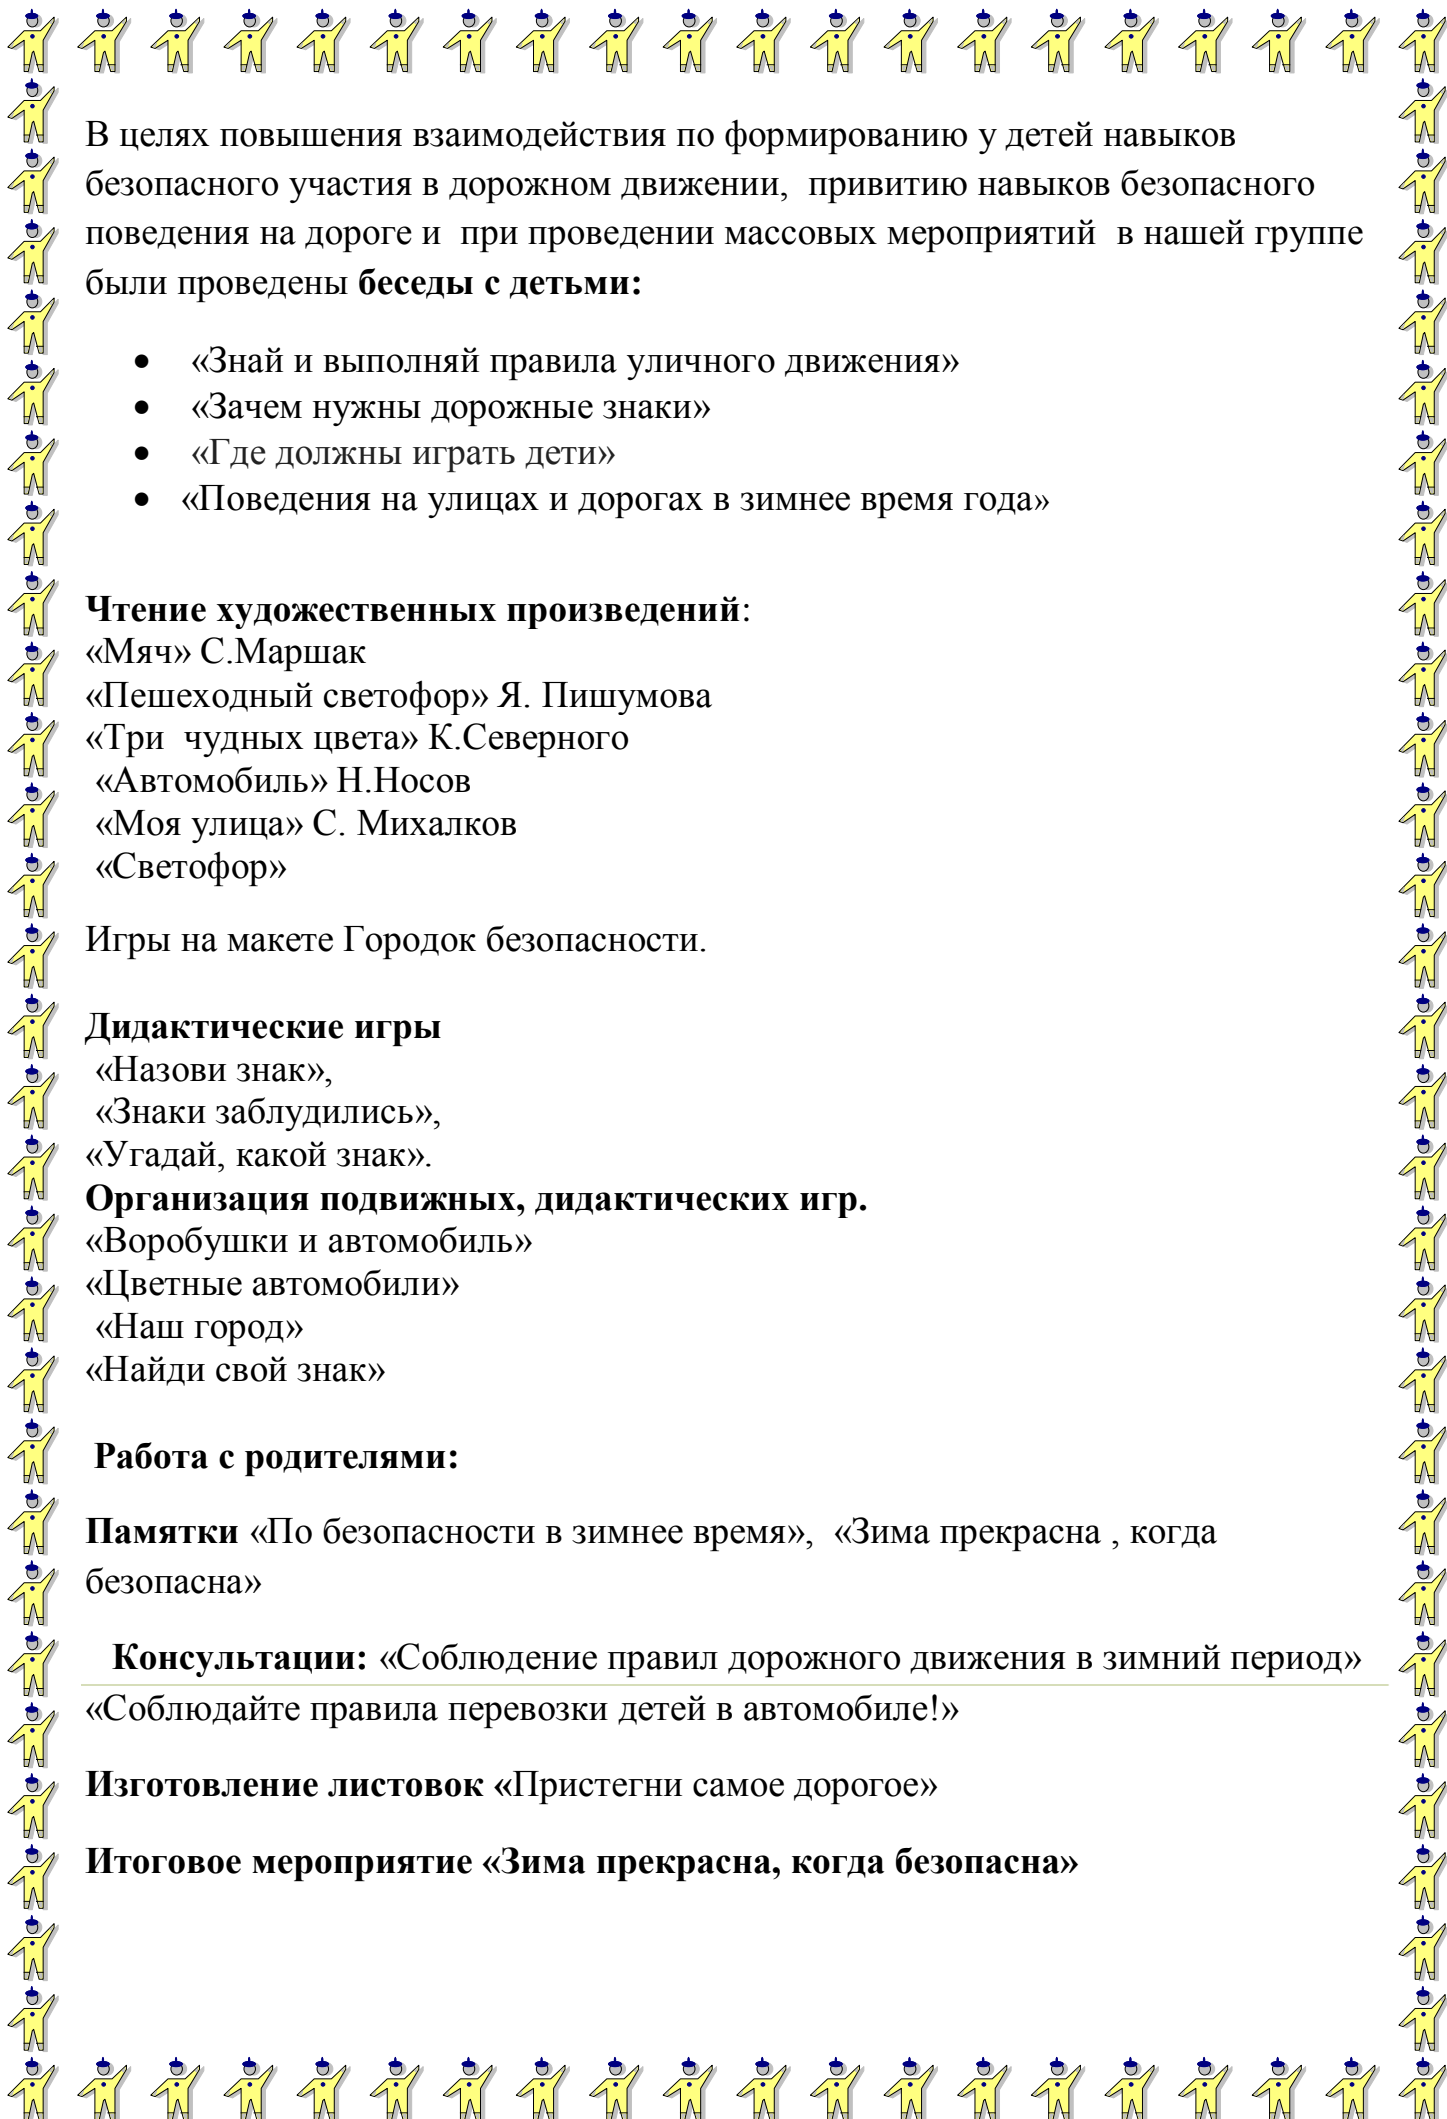 В целях повышения взаимодействия по формированию у детей навыков
безопасного участия в дорожном движении, привитию навыков безопасного
поведения на дороге и при проведении массовых мероприятий в нашей группе
были проведены беседы с детьми:
• «Знай и выполняй правила уличного движения»
• «Зачем нужны дорожные знаки»
• «Где должны играть дети»
• «Поведения на улицах и дорогах в зимнее время года»
Чтение художественных произведений:
«Мяч» С.Маршак
«Пешеходный светофор» Я. Пишумова
«Три чудных цвета» К.Северного
«Автомобиль» Н.Носов
«Моя улица» С. Михалков
«Светофор»
Игры на макете Городок безопасности.
Дидактические игры
«Назови знак»,
«Знаки заблудились»,
«Угадай, какой знак».
Организация подвижных, дидактических игр.
«Воробушки и автомобиль»
«Цветные автомобили»
«Наш город»
«Найди свой знак»
Работа с родителями:
Памятки «По безопасности в зимнее время», «Зима прекрасна , когда
безопасна»
Консультации: «Соблюдение правил дорожного движения в зимний период»
«Соблюдайте правила перевозки детей в автомобиле!»
Изготовление листовок «Пристегни самое дорогое»
Итоговое мероприятие «Зима прекрасна, когда безопасна»